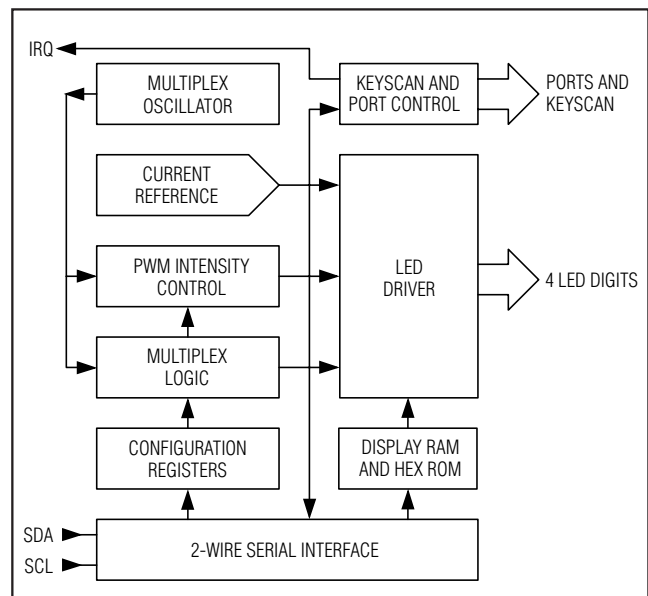 IRQ
MULTIPLEX
OSCILLATOR
KEYSCAN AND
PORT CONTROL
PORTS AND
KEYSCAN
CURRENT
REFERENCE
PWM INTENSITY
CONTROL
LED
DRIVER
4 LED DIGITS
MULTIPLEX
LOGIC
CONFIGURATION
REGISTERS
DISPLAY RAM
AND HEX ROM
SDA
SCL
2-WIRE SERIAL INTERFACE